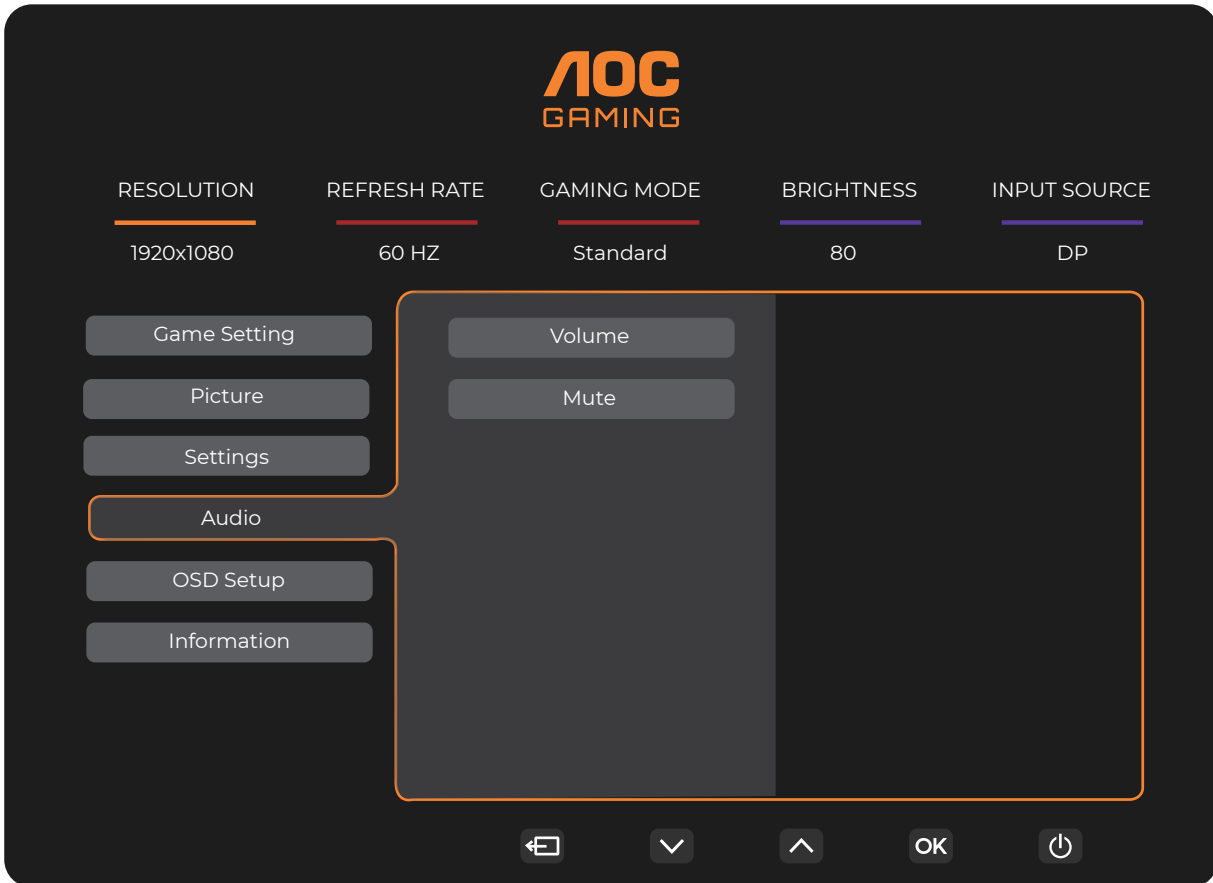 AOC
GAMING
RESOLUTION REFRESH RATE GAMING MODE BRIGHTNESS INPUT SOURCE
1920x1080 60 HZ Standard 80 DP
Game Setting Volume
Picture Mute
Settings
Audio
OSD Setup
Information
OK